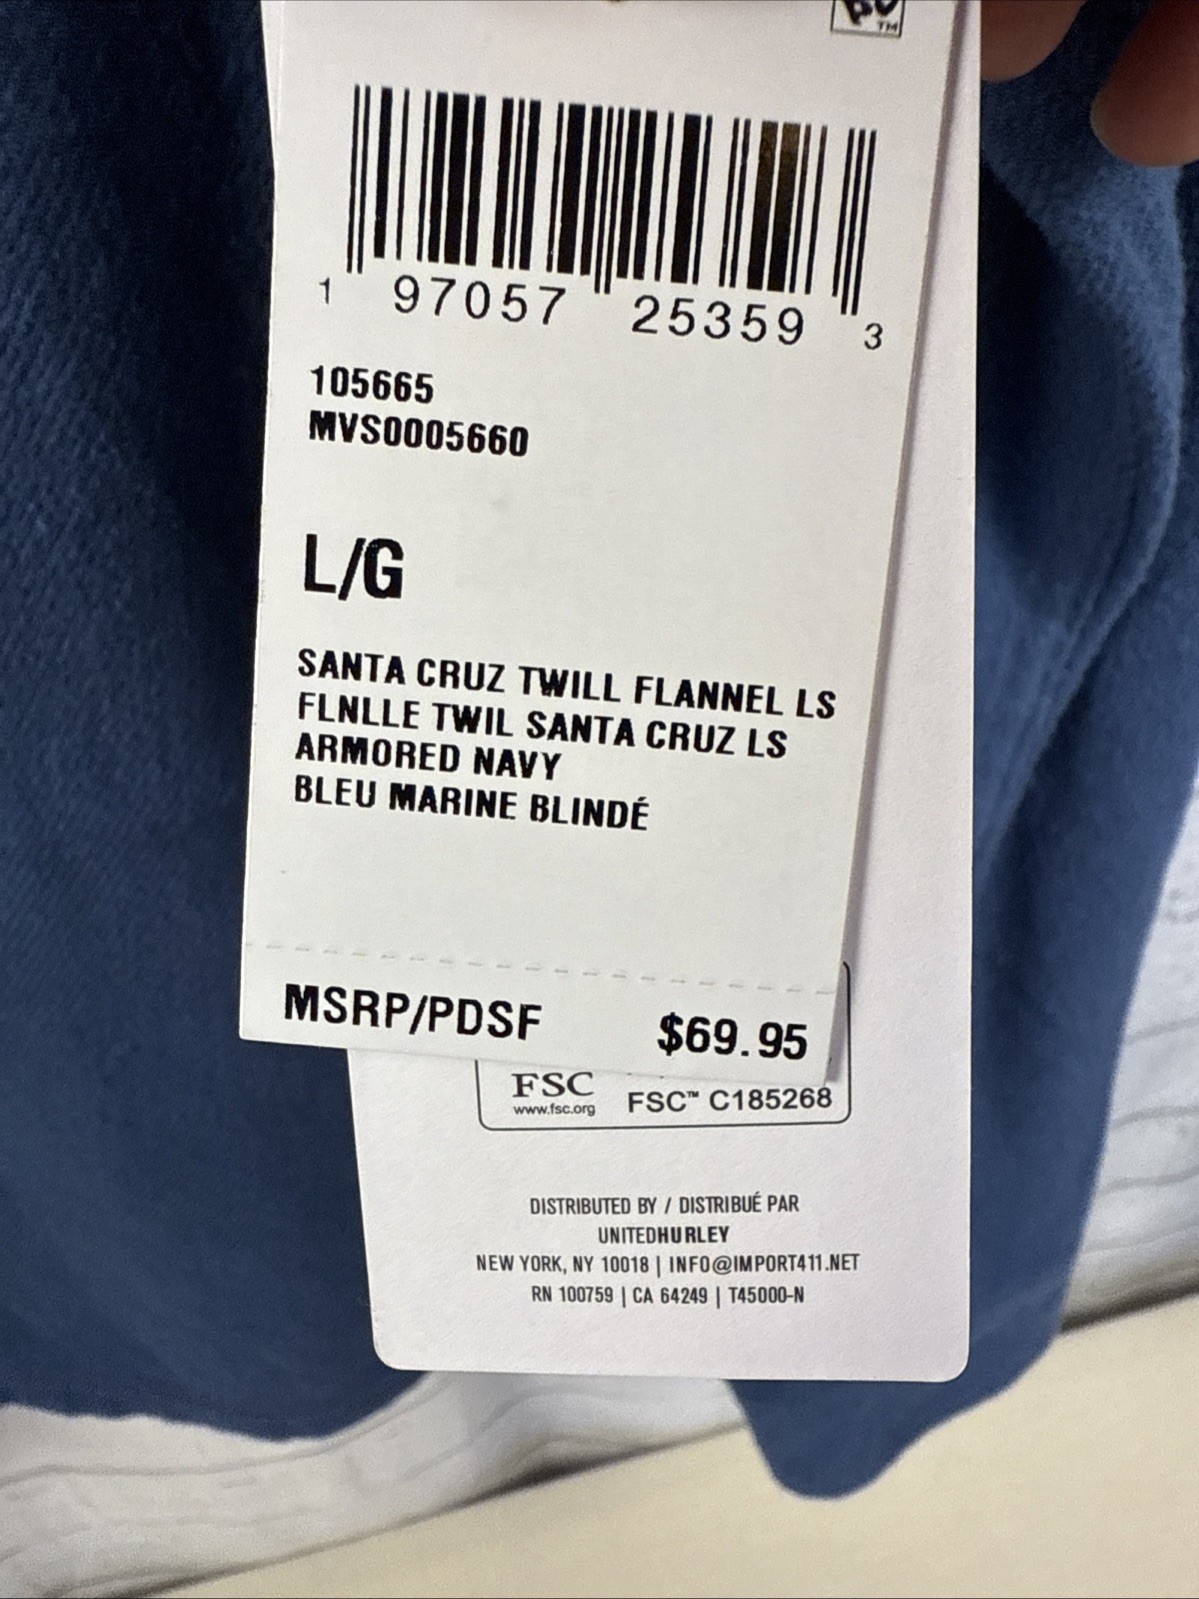 TM
1 97057 25359 3
105665
MVS0005660
L/G
SANTA CRUZ TWILL FLANNEL LS
FLNLLE TWIL SANTA CRUZ LS
ARMORED NAVY
BLEU MARINE BLINDÉ
MSRP/PDSF $69.95
FSC
www.fsc.org FSC™ C185268
DISTRIBUTED BY / DISTRIBUÉ PAR
UNITEDHURLEY
NEW YORK, NY 10018 | INFO@IMPORT411.NET
RN 100759 | CA 64249 | T45000-N